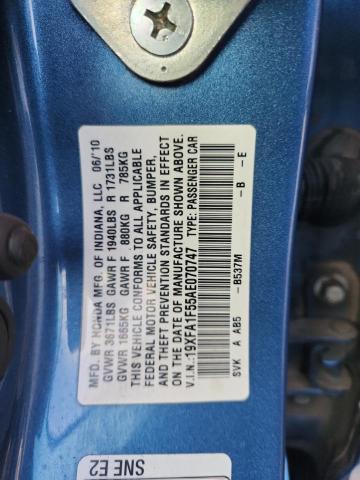 MFD. BY HONDA MFG. OF INDIANA, LLC 06/10
GVWR 3671LBS GAWR F 1940LBS R 1731LBS
GVWR 1665KG GAWR F 880KG R 785KG
THIS VEHICLE CONFORMS TO ALL APPLICABLE
FEDERAL MOTOR VEHICLE SAFETY, BUMPER,
AND THEFT PREVENTION STANDARDS IN EFFECT
ON THE DATE OF MANUFACTURE SHOWN ABOVE.
V.I.N.:19XFA1F55AE070747 TYPE: PASSENGER CAR
SVK A AB5 -B537M -B -E
SNE E2